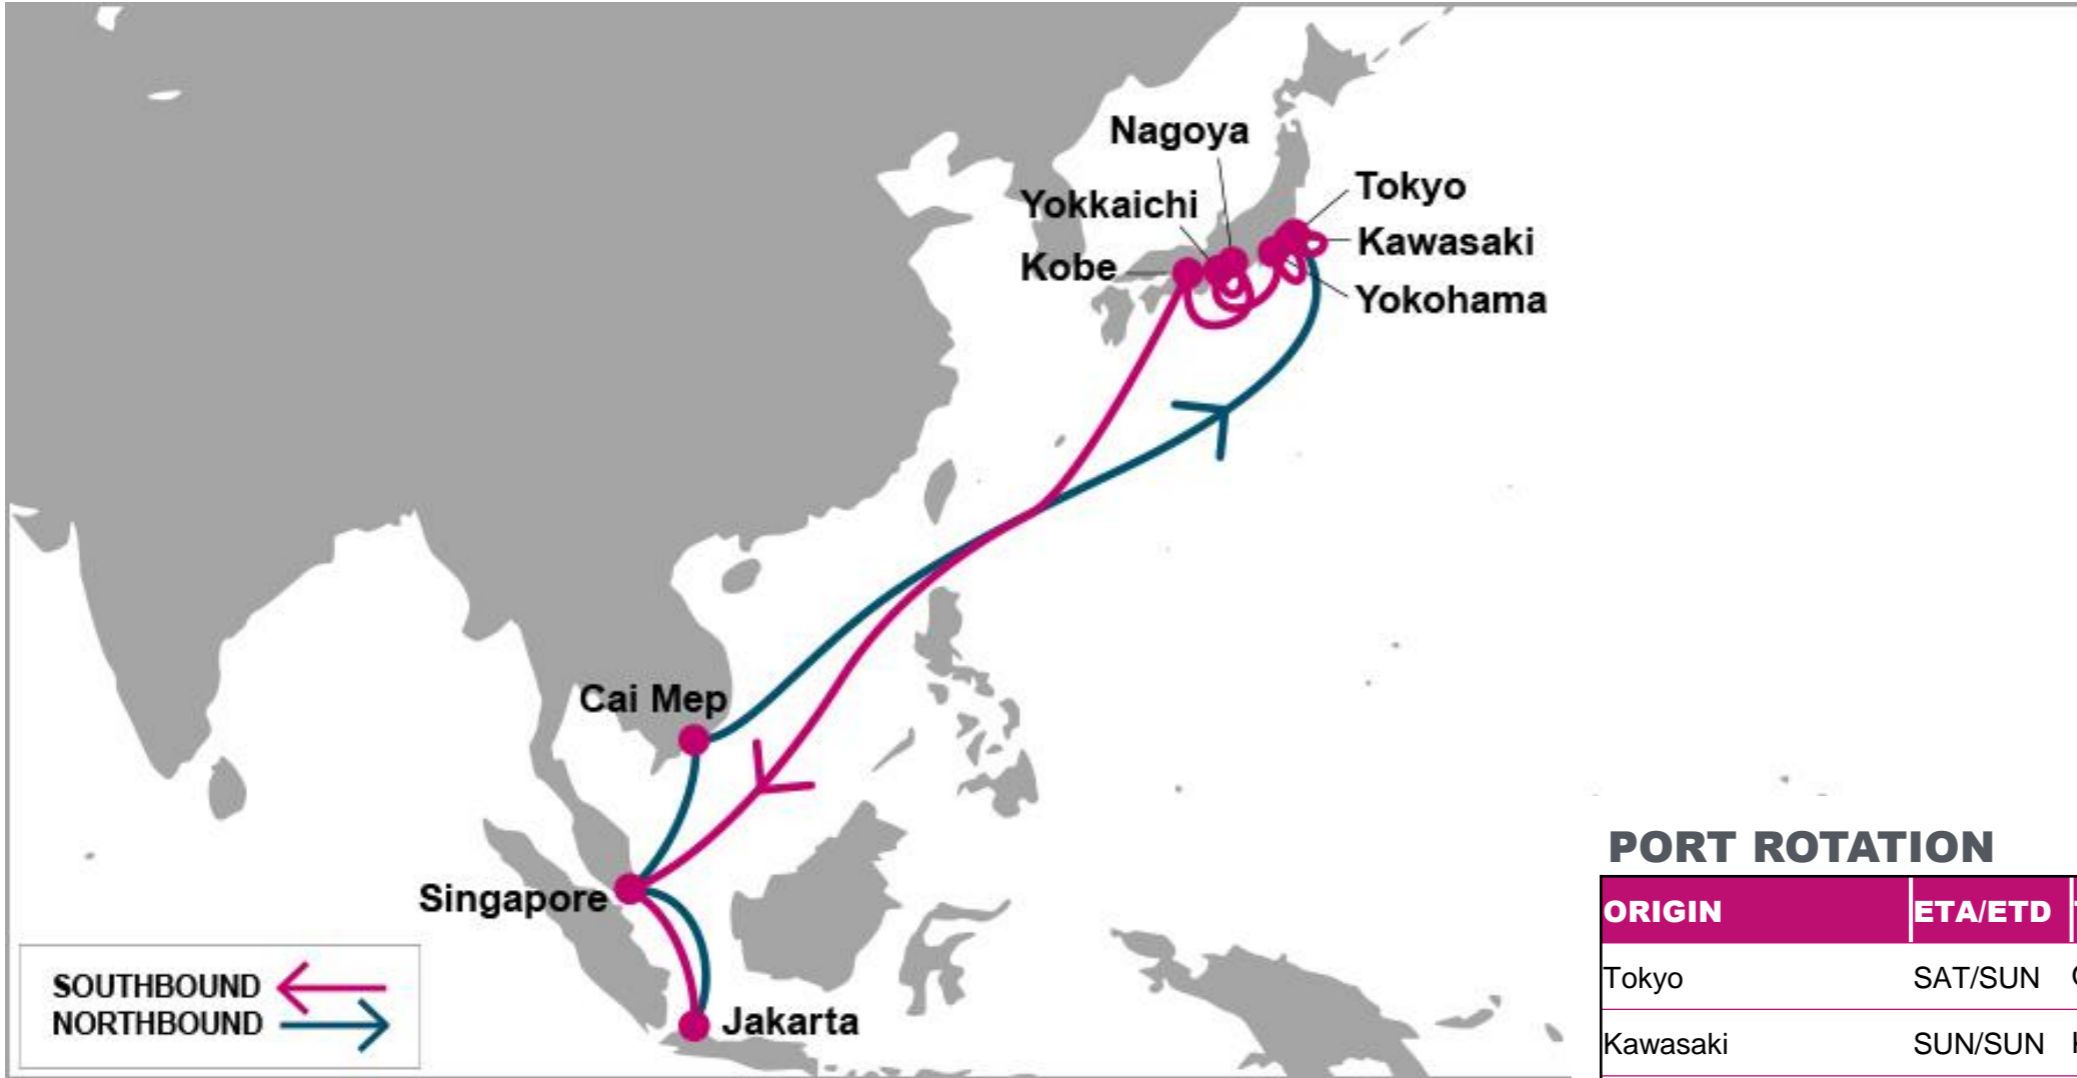 Nagoya
Tokyo
Yokkaichi
Kawasaki
Kobe
Yokohama
Cai Mep
Singapore
Jakarta
SOUTHBOUND
NORTHBOUND
PORT ROTATION
ORIGIN ETA/ETD
Tokyo SAT/SUN
Kawasaki SUN/SUN